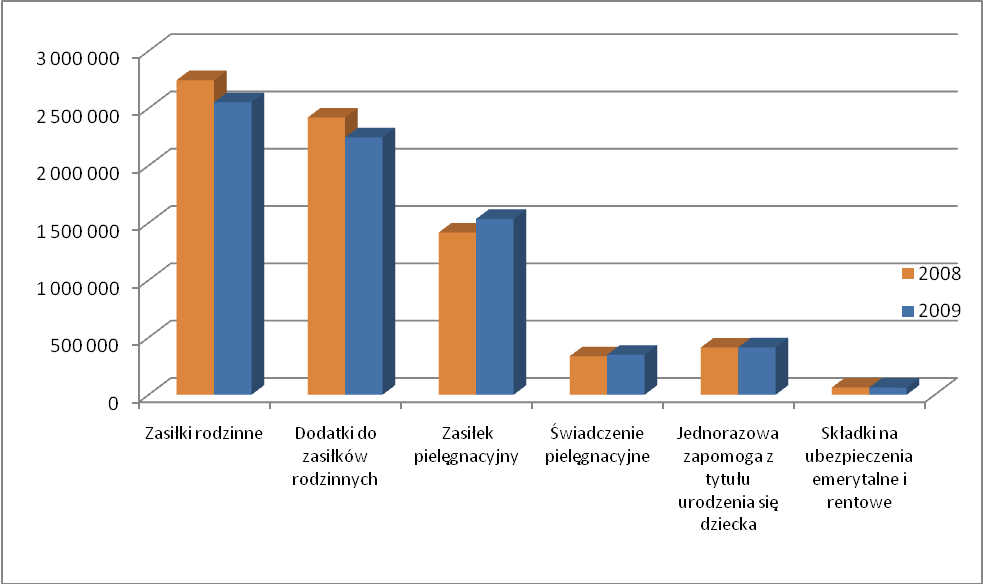 3 000 000
2 500 000
2 000 000
1 500 000
1 000 000
500 000
0
2008
2009
Zasiłki rodzinne
Dodatki do
zasiłków
rodzinnych
Zasiłek
pielęgnacyjny
Świadczenie
pielęgnacyjne
Jednorazowa
zapomoga z
tytułu
urodzenia się
dziecka
Składki na
ubezpieczenia
emerytalne i
rentowe